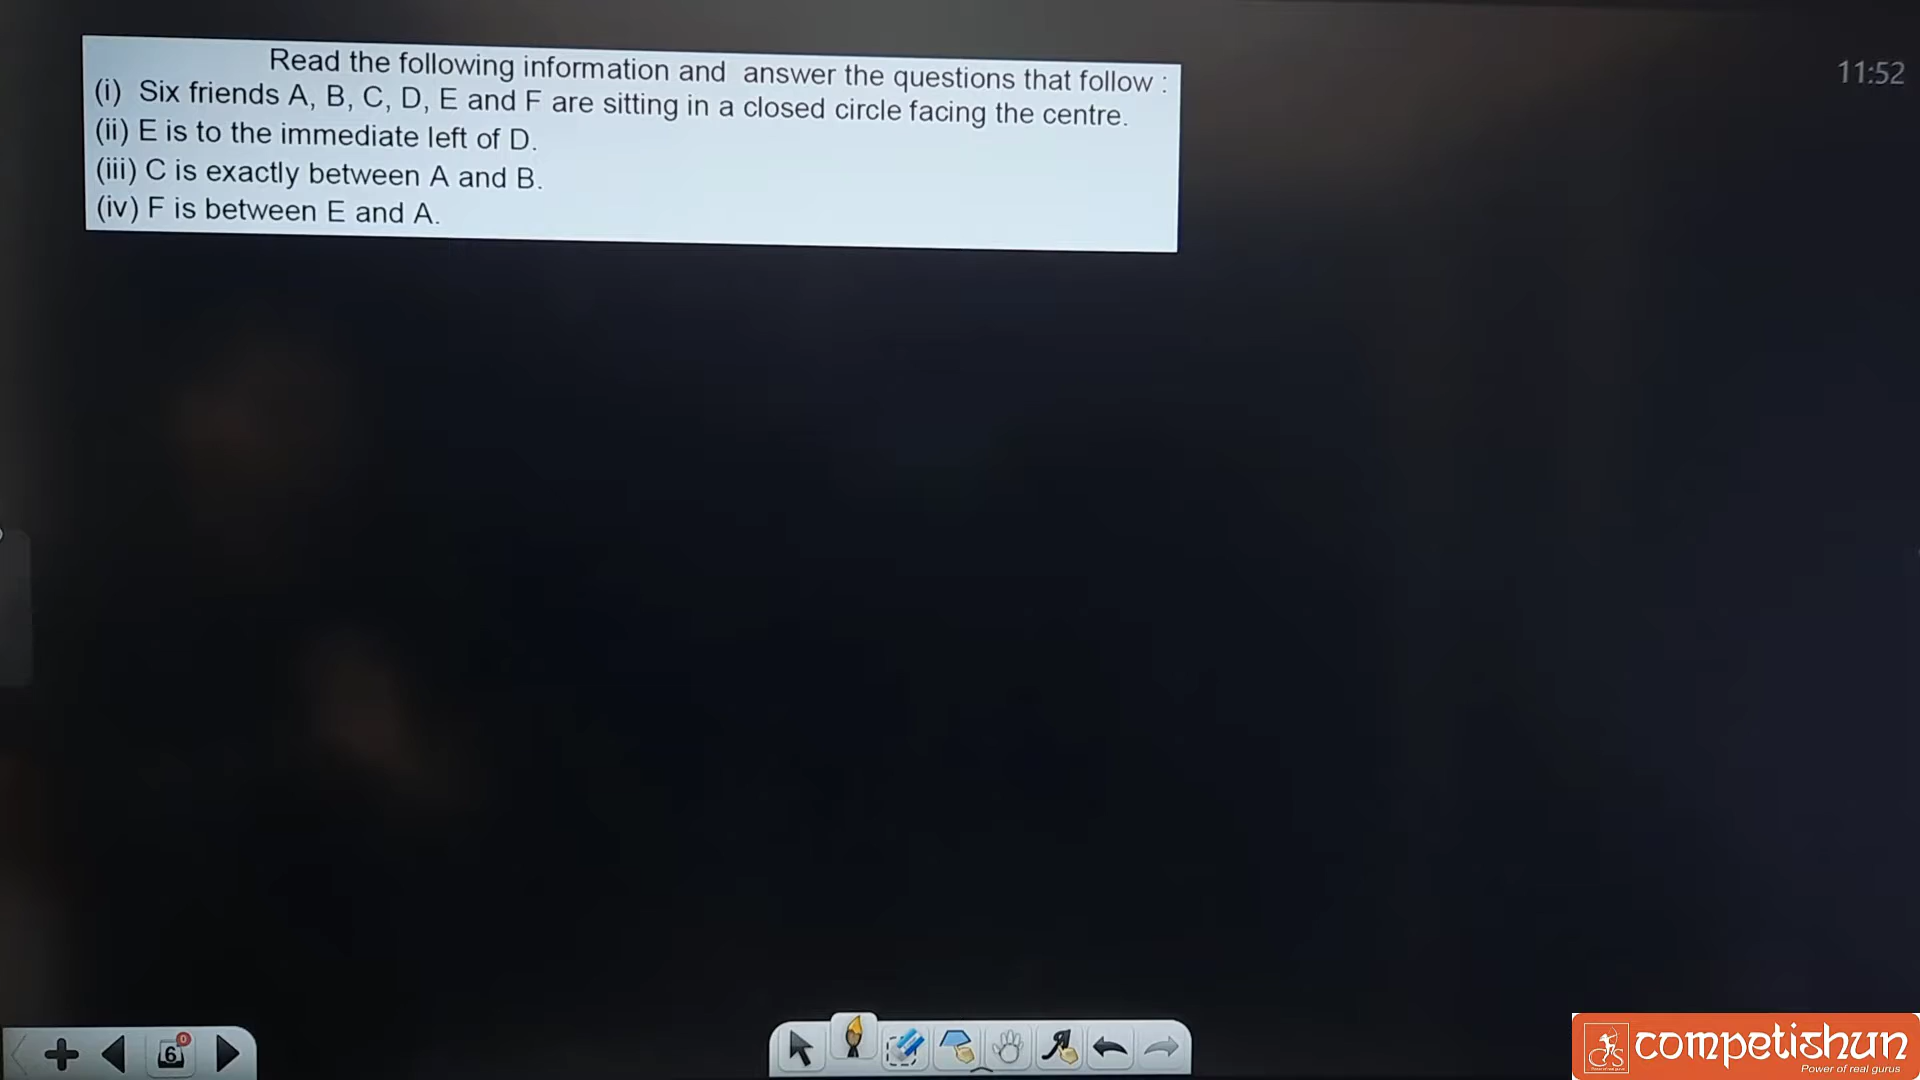 Read the following information and answer the questions that follow :
(i) Six friends A, B, C, D, E and F are sitting in a closed circle facing the centre.
(ii) E is to the immediate left of D.
(iii) C is exactly between A and B.
(iv) F is between E and A.
11:52
6
0
competishun
Power of real gurus